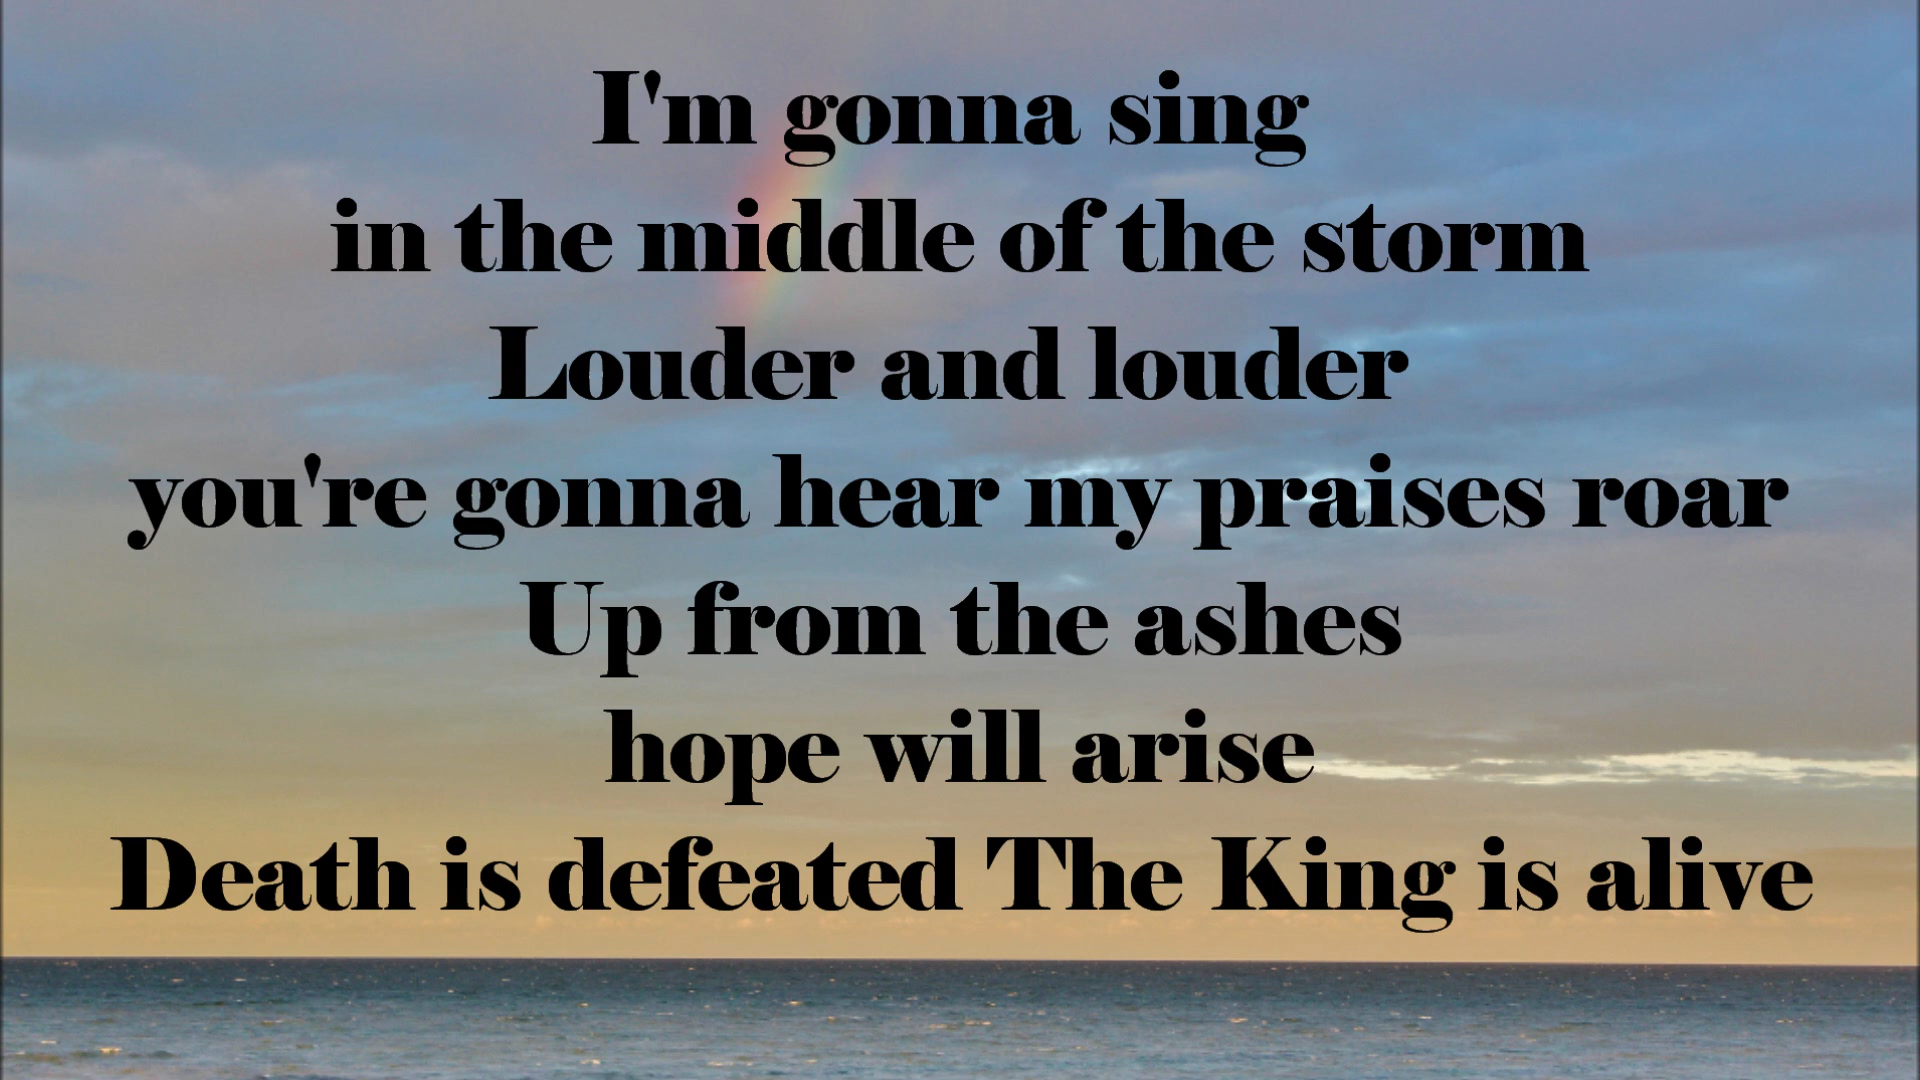 I'm gonna sing
in the middle of the storm
Louder and louder
you're gonna hear my praises roar
Up from the ashes
hope will arise
Death is defeated The King is alive